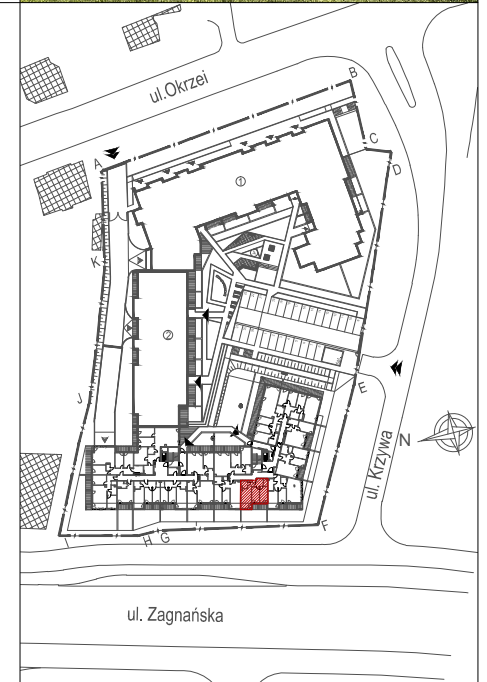 ul.Okrzei
B
C
D
A
①
K
②
J
E
ul. Krzywa
N
F
I
H
G
ul. Zagnańska